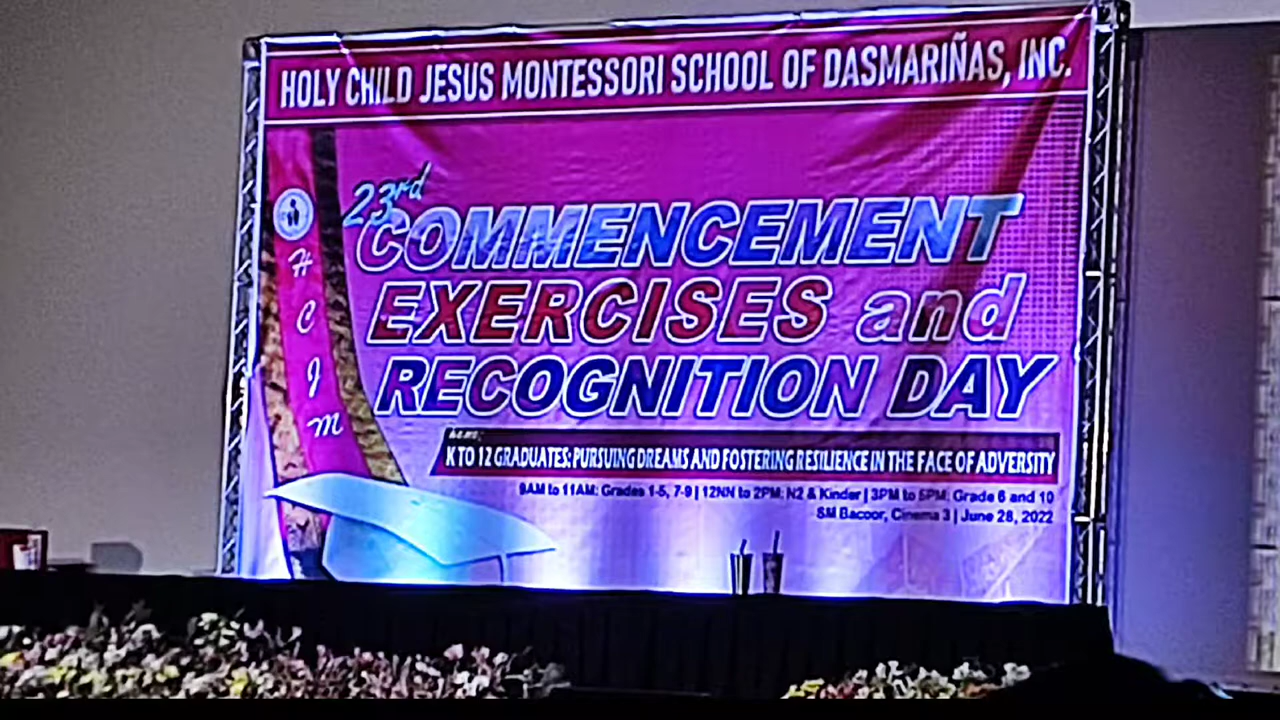 HOLY CHILD JESUS MONTESSORI SCHOOL OF DASMARIÑAS, INC.
23rd
COMMENCEMENT
EXERCISES and
RECOGNITION DAY
H
C
J
M
K TO 12 GRADUATES: PURSUING DREAMS AND FOSTERING RESILIENCE IN THE FACE OF ADVERSITY
9AM to 11AM: Grades 1-5, 7-9 | 12NN to 2PM: N2 & Kinder | 3PM to 5PM: Grade 6 and 10
SM Bacoor, Cinema 3 | June 28, 2022